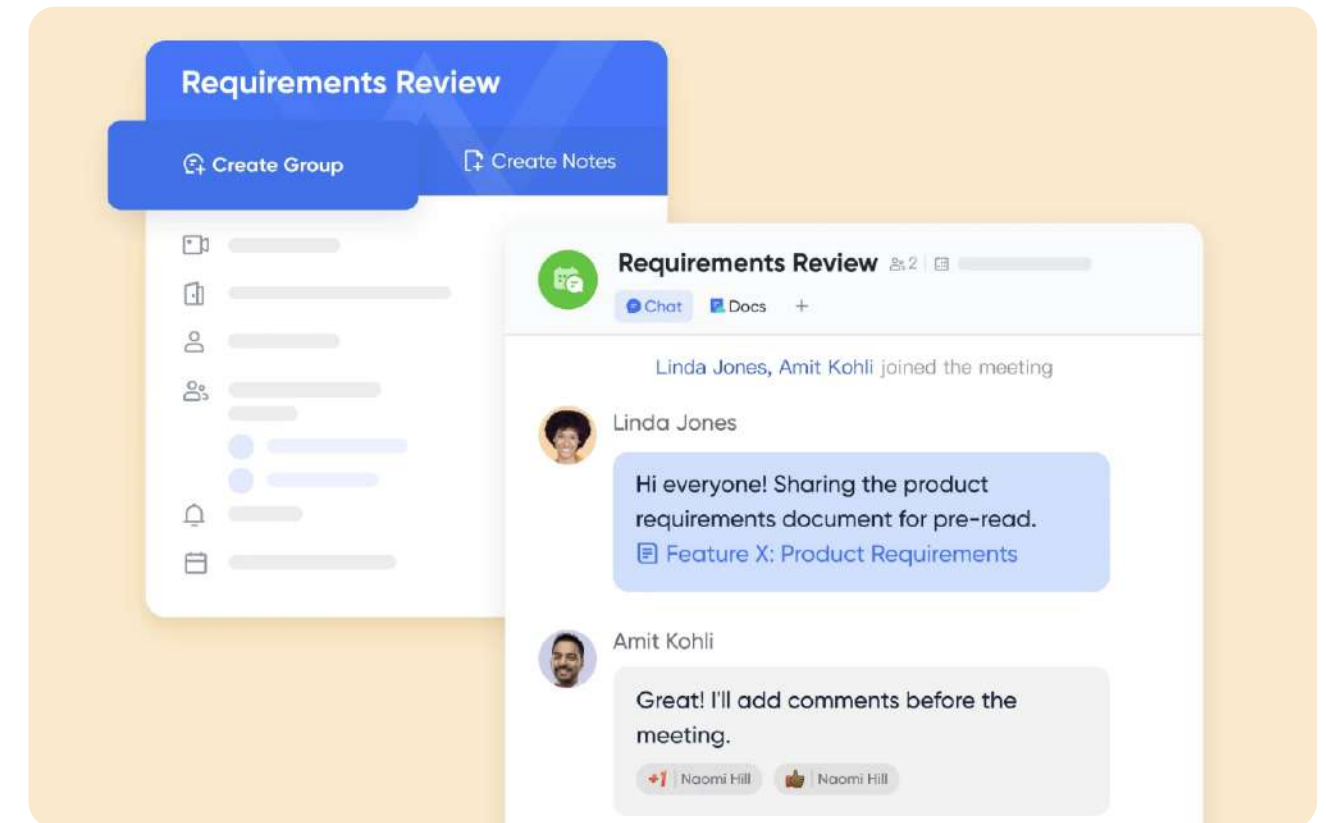 Requirements Review
Create Group
Create Notes
Requirements Review 2
Chat Docs +
Linda Jones, Amit Kohli joined the meeting
Linda Jones
Hi everyone! Sharing the product
requirements document for pre-read.
Feature X: Product Requirements
Amit Kohli
Great! I'll add comments before the
meeting.
+1 Naomi Hill Naomi Hill